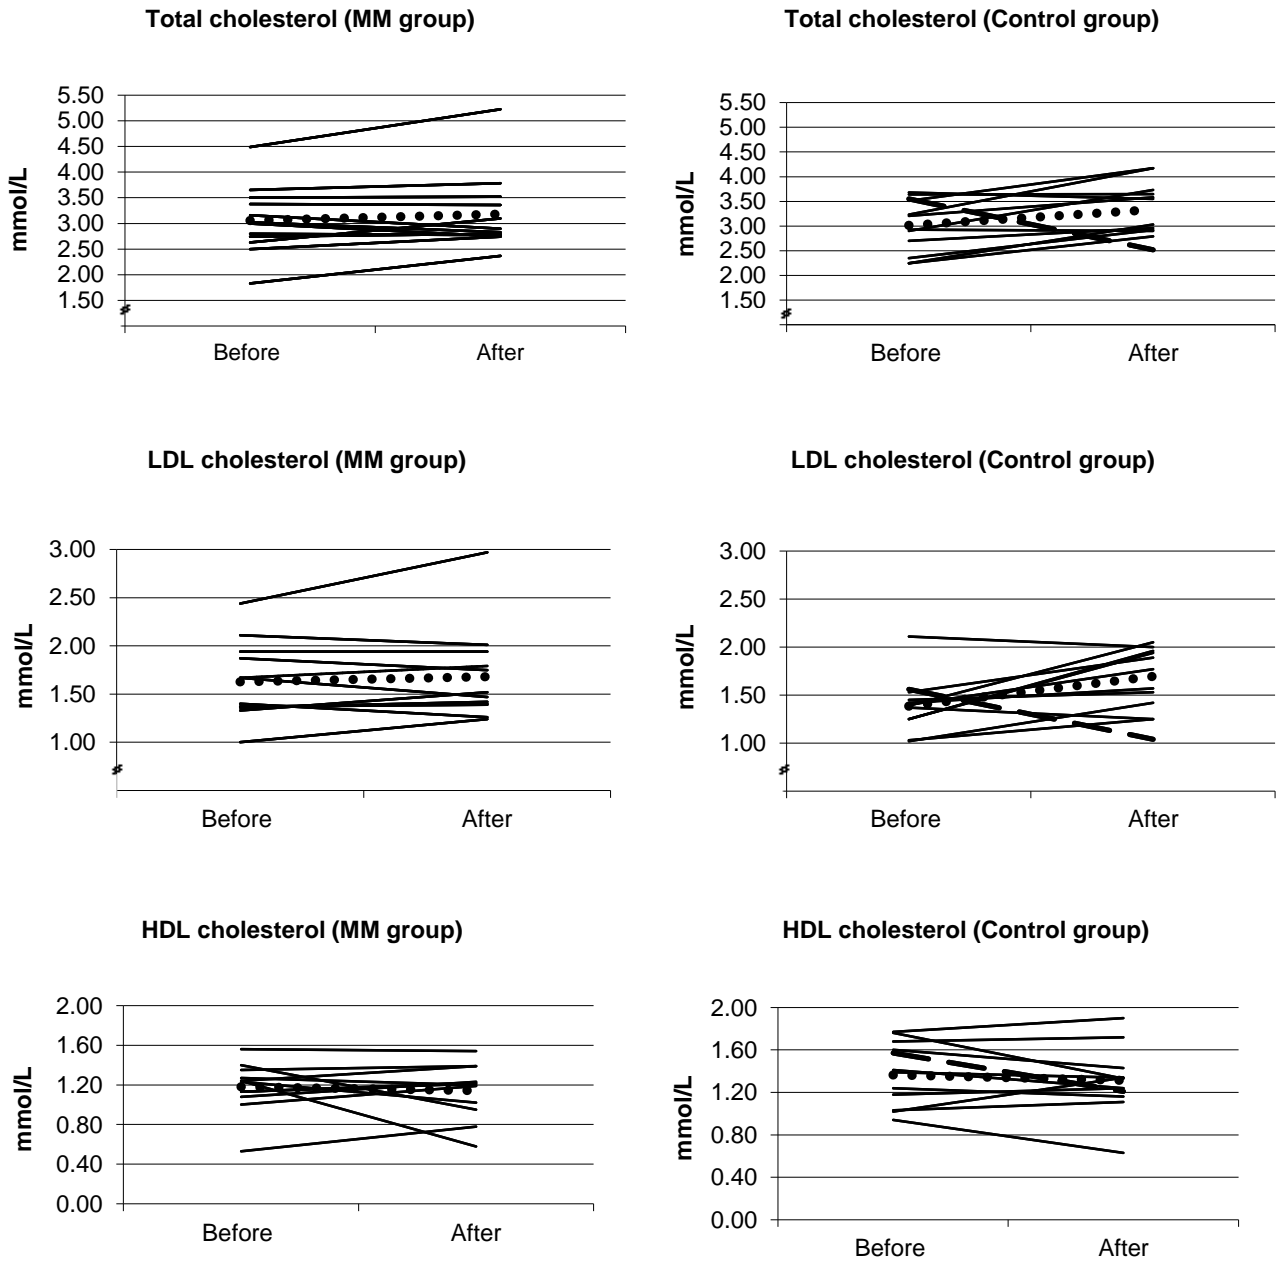 Total cholesterol (MM group)
mmol/L
5.50
5.00
4.50
4.00
3.50
3.00
2.50
2.00
1.50
Before After
Total cholesterol (Control group)
mmol/L
5.50
5.00
4.50
4.00
3.50
3.00
2.50
2.00
1.50
Before After
LDL cholesterol (MM group)
mmol/L
3.00
2.50
2.00
1.50
1.00
Before After
LDL cholesterol (Control group)
mmol/L
3.00
2.50
2.00
1.50
1.00
Before After
HDL cholesterol (MM group)
mmol/L
2.00
1.60
1.20
0.80
0.40
0.00
Before After
HDL cholesterol (Control group)
mmol/L
2.00
1.60
1.20
0.80
0.40
0.00
Before After